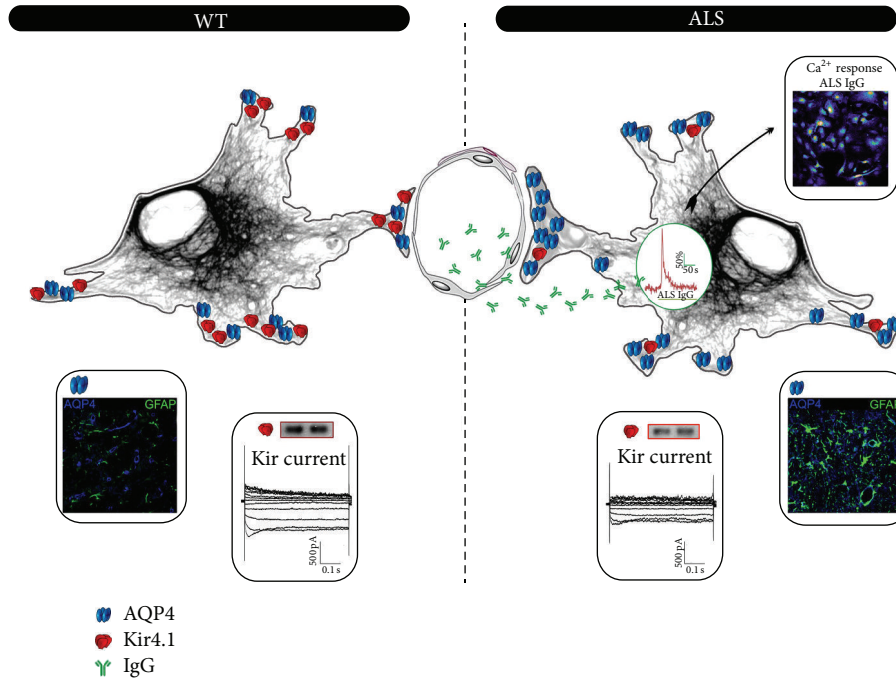 WT
ALS
Ca²⁺ response
ALS IgG
50%
50 s
ALS IgG
AQP4 GFAP
Kir current
500 pA
0.1 s
Kir current
500 pA
0.1 s
AQP4 GFAP
AQP4
Kir4.1
IgG